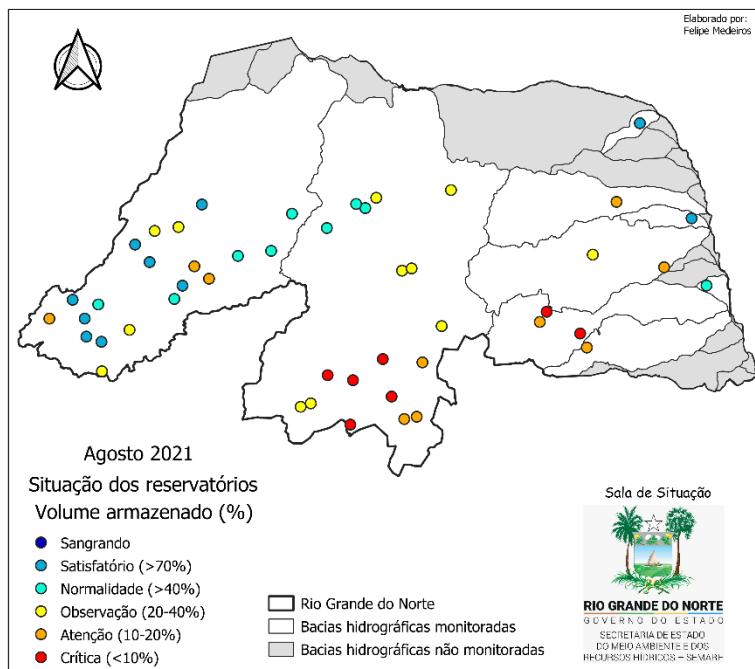 Elaborado por:
Felipe Medeiros
Agosto 2021
Situação dos reservatórios
Volume armazenado (%)
Sangrando
Satisfatório (>70%)
Normalidade (>40%)
Observação (20-40%)
Atenção (10-20%)
Crítica (<10%)
Rio Grande do Norte
Bacias hidrográficas monitoradas
Bacias hidrográficas não monitoradas
Sala de Situação
RIO GRANDE DO NORTE
GOVERNO DO ESTADO
SECRETARIA DE ESTADO
DO MEIO AMBIENTE E DOS
RECURSOS HÍDRICOS – SEMARH